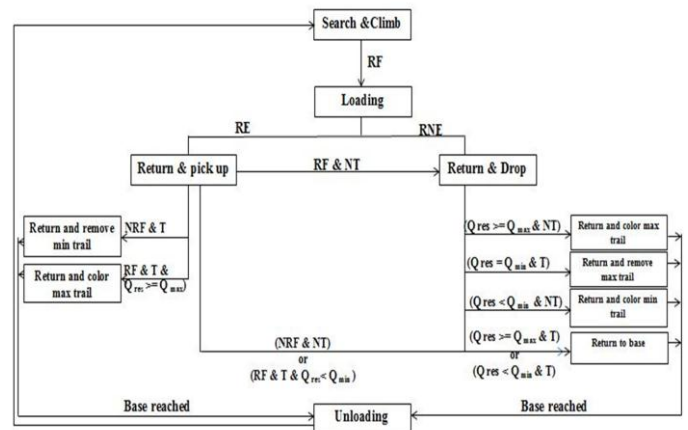 Search &Climb
RF
Loading
RE
RNE
Return & pick up
RF & NT
Return & Drop
Return and remove
min trail
NRF & T
Return and color
max trail
RF & T &
Q res >= Q max)
(Q res >= Q max & NT)
Return and color max
trail
(Q res = Q min & T)
Return and remove
max trail
(Q res < Q min & NT)
Return and color min
trail
(Q res >= Q max & T)
or
(Q res < Q min & T)
Return to base
(NRF & NT)
or
(RF & T & Q res < Q min )
Base reached
Unloading
Base reached